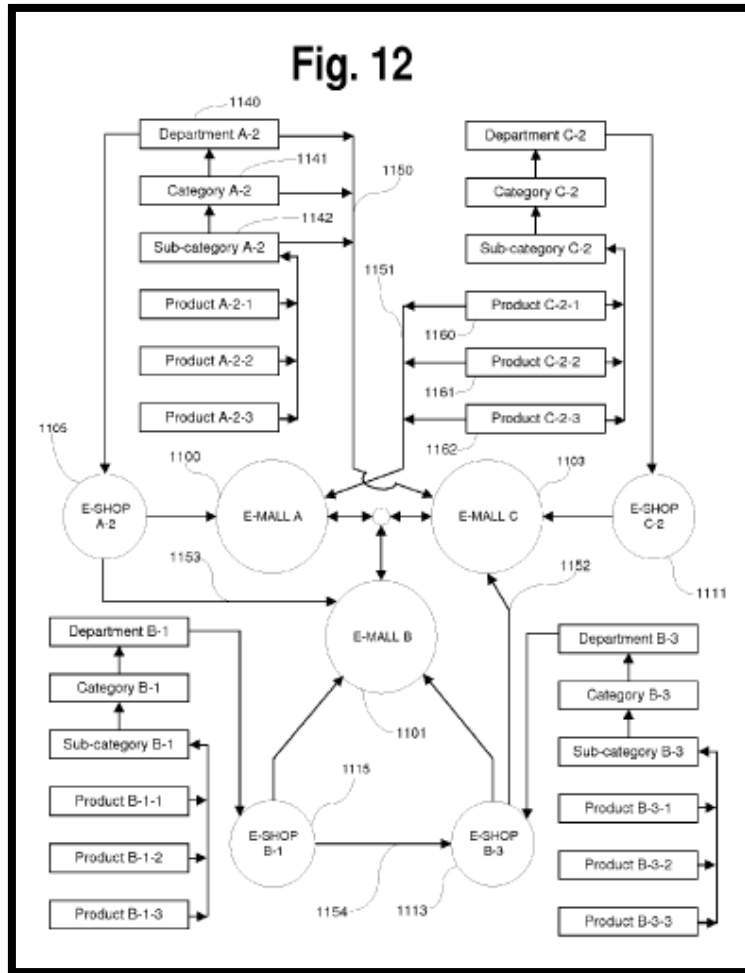 Fig. 12
1140
Department A-2
1141
Category A-2
1142
Sub-category A-2
Product A-2-1
Product A-2-2
Product A-2-3
1150
1151
Department C-2
Category C-2
Sub-category C-2
Product C-2-1
1160
Product C-2-2
1161
Product C-2-3
1162
1105
E-SHOP
A-2
1100
E-MALL A
1103
E-MALL C
E-SHOP
C-2
1111
1153
1152
E-MALL B
1101
Department B-1
Category B-1
Sub-category B-1
Product B-1-1
Product B-1-2
Product B-1-3
1115
E-SHOP
B-1
1154
E-SHOP
B-3
1113
Department B-3
Category B-3
Sub-category B-3
Product B-3-1
Product B-3-2
Product B-3-3